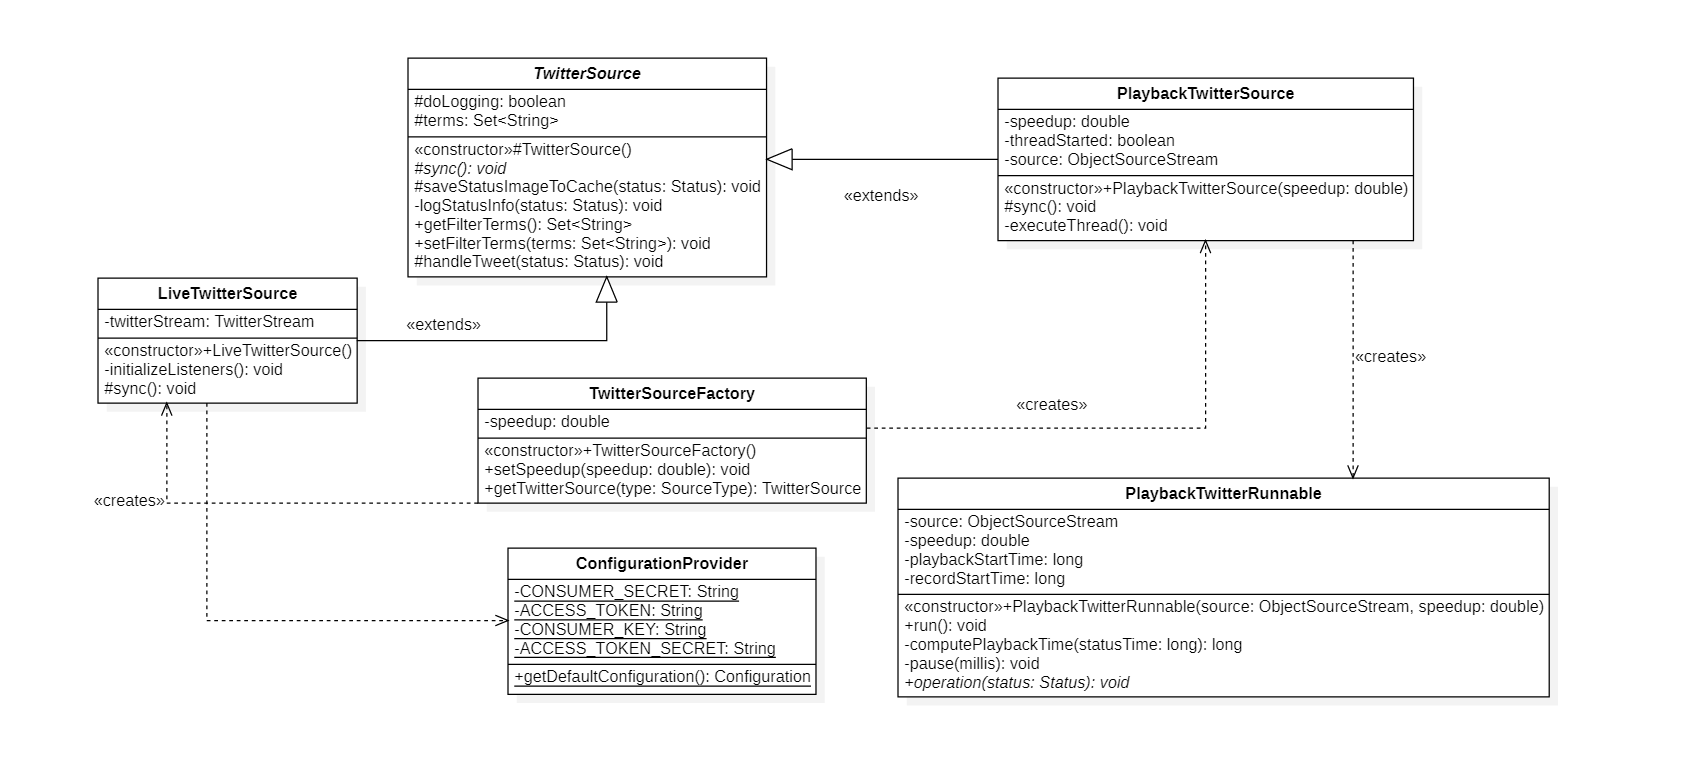 TwitterSource
#doLogging: boolean
#terms: Set<String>
«constructor»#TwitterSource()
#sync(): void
#saveStatusImageToCache(status: Status): void
-logStatusInfo(status: Status): void
+getFilterTerms(): Set<String>
+setFilterTerms(terms: Set<String>): void
#handleTweet(status: Status): void
PlaybackTwitterSource
-speedup: double
-threadStarted: boolean
-source: ObjectSourceStream
«constructor»+PlaybackTwitterSource(speedup: double)
#sync(): void
-executeThread(): void
«extends»
LiveTwitterSource
-twitterStream: TwitterStream
«constructor»+LiveTwitterSource()
-initializeListeners(): void
#sync(): void
«extends»
TwitterSourceFactory
-speedup: double
«constructor»+TwitterSourceFactory()
+setSpeedup(speedup: double): void
+getTwitterSource(type: SourceType): TwitterSource
«creates»
«creates»
«creates»
ConfigurationProvider
-CONSUMER_SECRET: String
-ACCESS_TOKEN: String
-CONSUMER_KEY: String
-ACCESS_TOKEN_SECRET: String
+getDefaultConfiguration(): Configuration
PlaybackTwitterRunnable
-source: ObjectSourceStream
-speedup: double
-playbackStartTime: long
-recordStartTime: long
«constructor»+PlaybackTwitterRunnable(source: ObjectSourceStream, speedup: double)
+run(): void
-computePlaybackTime(statusTime: long): long
-pause(millis): void
+operation(status: Status): void